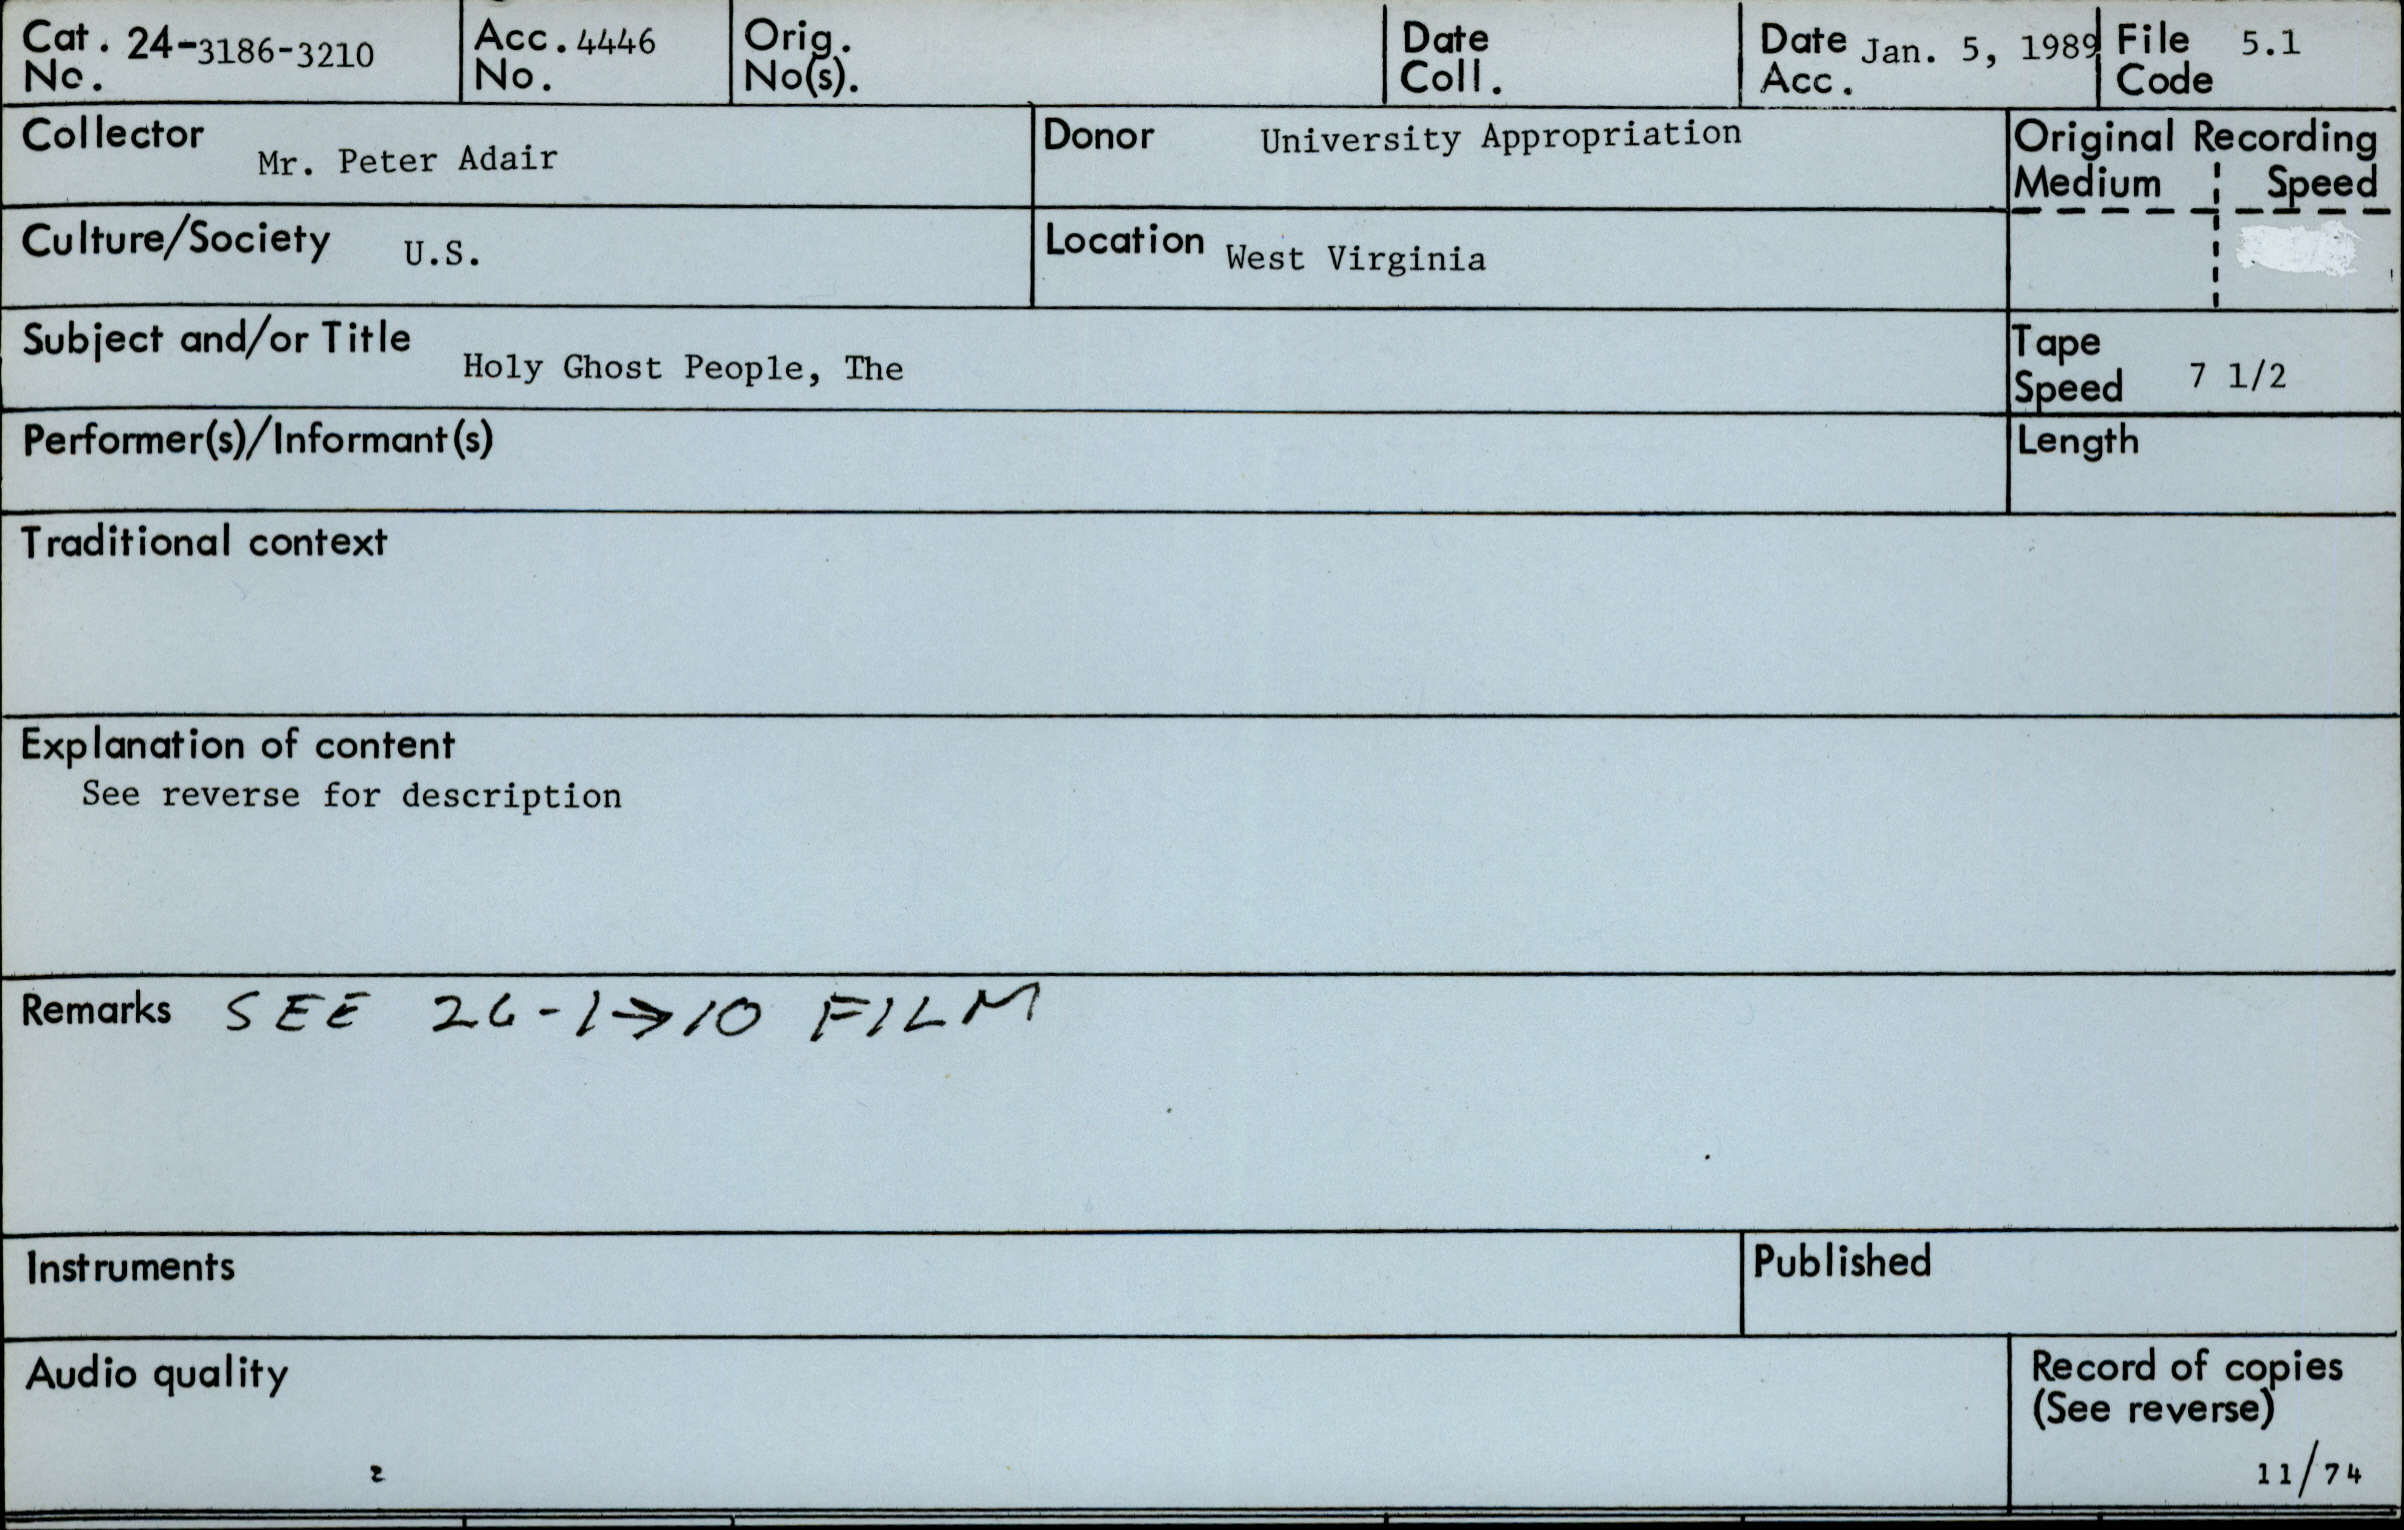 Cat. No. 24-3186-3210
Acc. No. 4446
Orig. No(s).
Date Coll.
Date Acc. Jan. 5, 1989
File Code 5.1
Collector Mr. Peter Adair
Donor University Appropriation
Original Recording
Medium Speed
Culture/Society U.S.
Location West Virginia
Subject and/or Title Holy Ghost People, The
Tape Speed 7 1/2
Performer(s)/Informant(s)
Length
Traditional context
Explanation of content
See reverse for description
Remarks SEE 26-1→10 FILM
Instruments
Published
Audio quality
2
Record of copies
(See reverse)
11/74